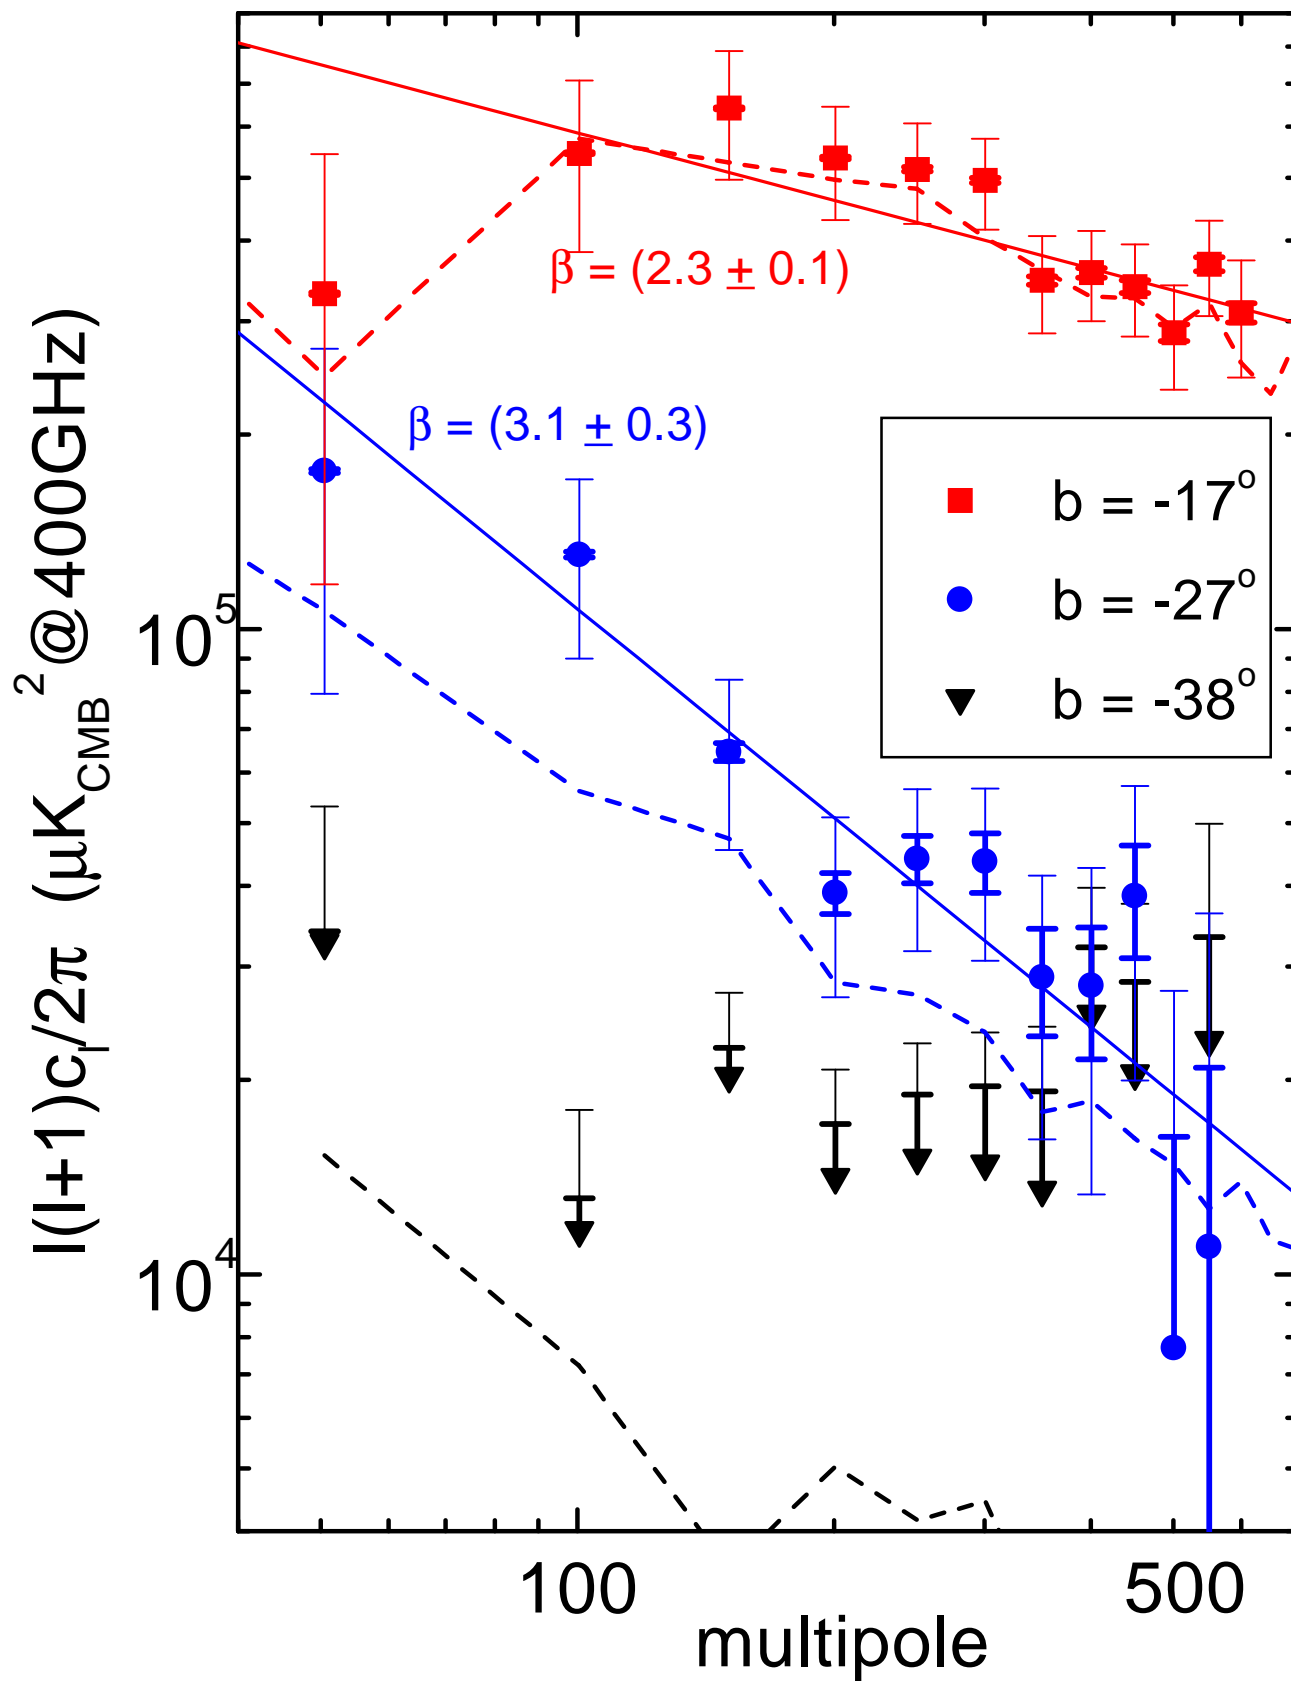 l(l+1)c_l/2π (μK_CMB^2@400GHz)
β = (2.3 ± 0.1)
β = (3.1 ± 0.3)
b = -17°
b = -27°
b = -38°
10^5
10^4
100
500
multipole